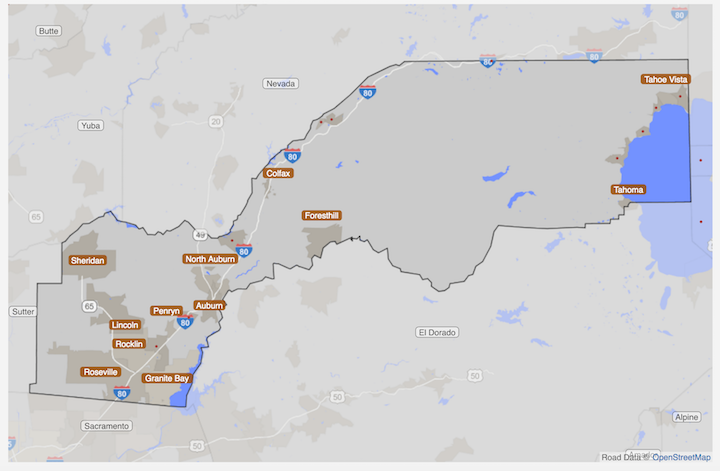 Butte
Nevada
Tahoe Vista
80
80
80
80
Yuba
20
80
Colfax
Tahoma
65
Foresthill
49
80
North Auburn
Sheridan
65
Auburn
Penryn
80
Sutter
Lincoln
El Dorado
Rocklin
Roseville
Granite Bay
50
80
50
Sacramento
Alpine
50
Road Data © OpenStreetMap